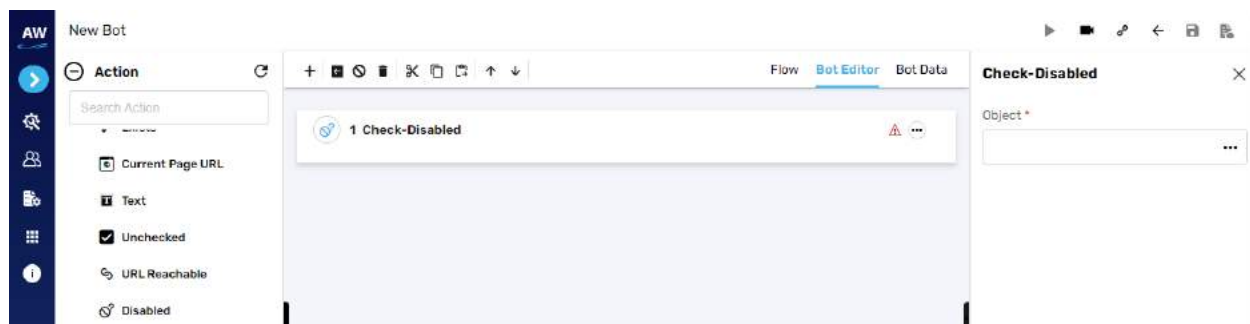 AW
New Bot
Action
Search Action
Current Page URL
Text
Unchecked
URL Reachable
Disabled
Flow Bot Editor Bot Data
1 Check-Disabled
Check-Disabled
Object *